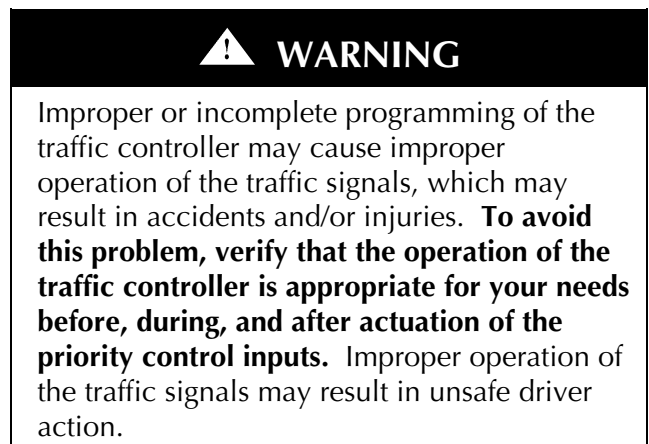 WARNING
Improper or incomplete programming of the
traffic controller may cause improper
operation of the traffic signals, which may
result in accidents and/or injuries.  To avoid
this problem, verify that the operation of the
traffic controller is appropriate for your needs
before, during, and after actuation of the
priority control inputs.  Improper operation of
the traffic signals may result in unsafe driver
action.